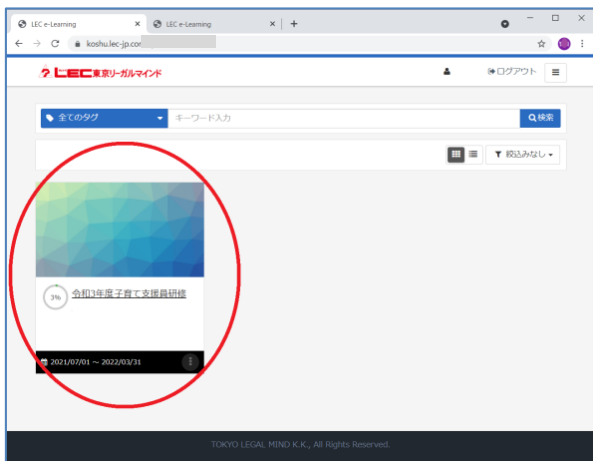 LEC e-Learning
LEC e-Learning
koshu.lec-jp.co
LEC東京リーガルマインド
ログアウト
全てのタグ
キーワード入力
検索
絞込みなし
3%
令和3年度子育て支援員研修
2021/07/01 ～ 2022/03/31
TOKYO LEGAL MIND K.K., All Rights Reserved.